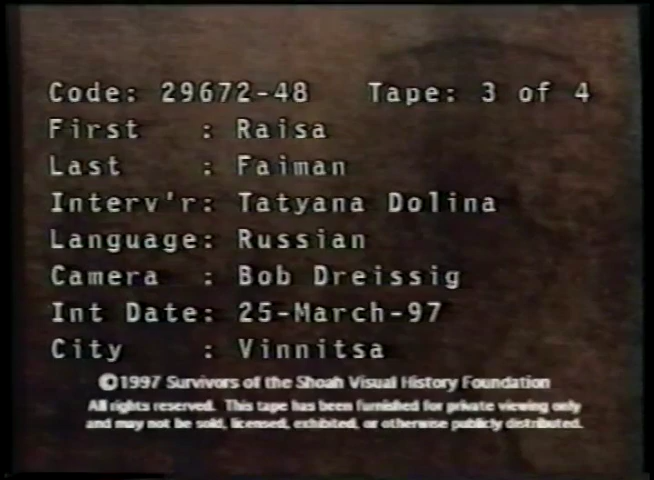 Code: 29672-48   Tape: 3 of 4
First   : Raisa
Last    : Faiman
Interv'r: Tatyana Dolina
Language: Russian
Camera  : Bob Dreissig
Int Date: 25-March-97
City    : Vinnitsa
©1997 Survivors of the Shoah Visual History Foundation
All rights reserved. This tape has been furnished for private viewing only
and may not be sold, licensed, exhibited, or otherwise publicly distributed.